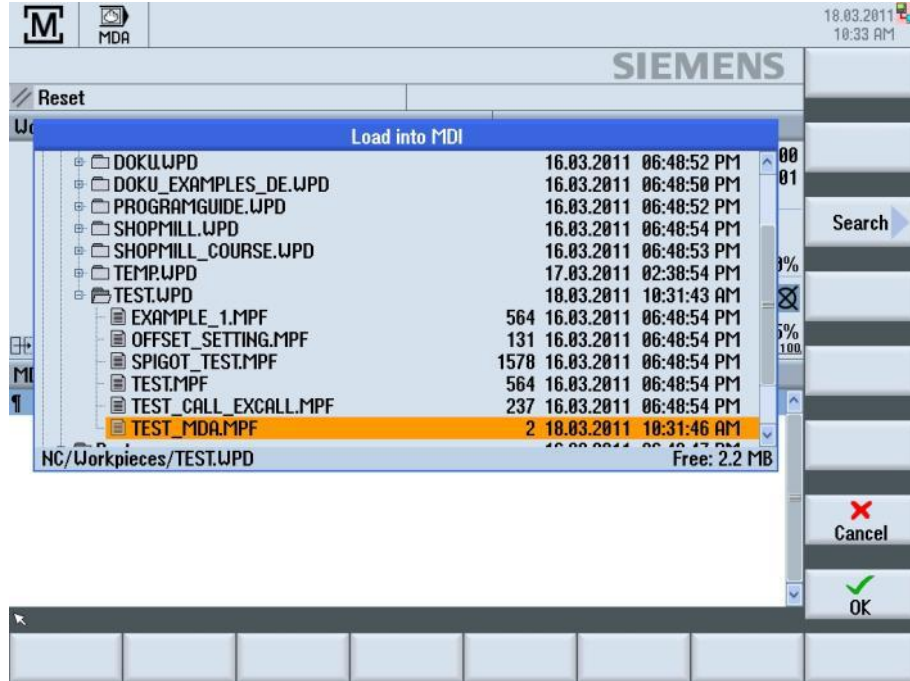 M MDA
18.03.2011
10:33 AM
SIEMENS
// Reset
Load into MDI
DOKU.WPD 16.03.2011 06:48:52 PM
DOKU_EXAMPLES_DE.WPD 16.03.2011 06:48:50 PM
PROGRAMGUIDE.WPD 16.03.2011 06:48:52 PM
SHOPMILL.WPD 16.03.2011 06:48:54 PM
SHOPMILL_COURSE.WPD 16.03.2011 06:48:53 PM
TEMP.WPD 17.03.2011 02:38:54 PM
TEST.WPD 18.03.2011 10:31:43 AM
EXAMPLE_1.MPF 564 16.03.2011 06:48:54 PM
OFFSET_SETTING.MPF 131 16.03.2011 06:48:54 PM
SPIGOT_TEST.MPF 1578 16.03.2011 06:48:54 PM
TEST.MPF 564 16.03.2011 06:48:54 PM
TEST_CALL_EXCALL.MPF 237 16.03.2011 06:48:54 PM
TEST_MDA.MPF 2 18.03.2011 10:31:46 AM
NC/Workpieces/TEST.WPD Free: 2.2 MB
00
01
100
¶
Search
Cancel
OK